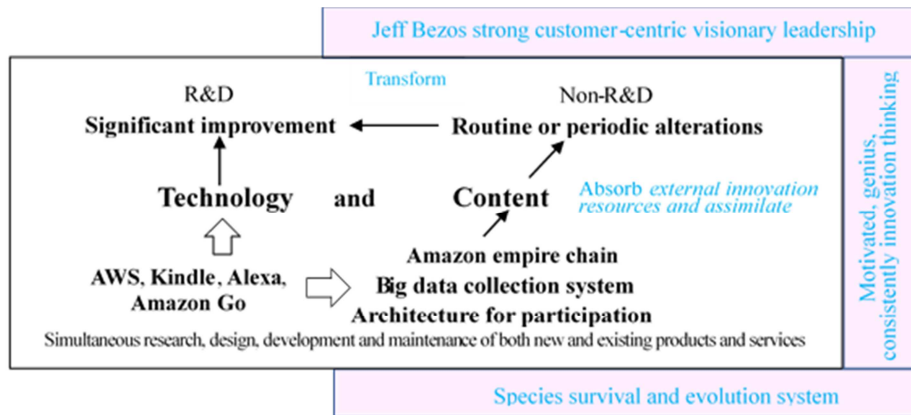 Jeff Bezos strong customer-centric visionary leadership
Transform
R&D
Non-R&D
Significant improvement
Routine or periodic alterations
Technology and Content
Absorb external innovation
resources and assimilate
Amazon empire chain
AWS, Kindle, Alexa,
Amazon Go
Big data collection system
Architecture for participation
Simultaneous research, design, development and maintenance of both new and existing products and services
Motivated, genius,
consistently innovation thinking
Species survival and evolution system